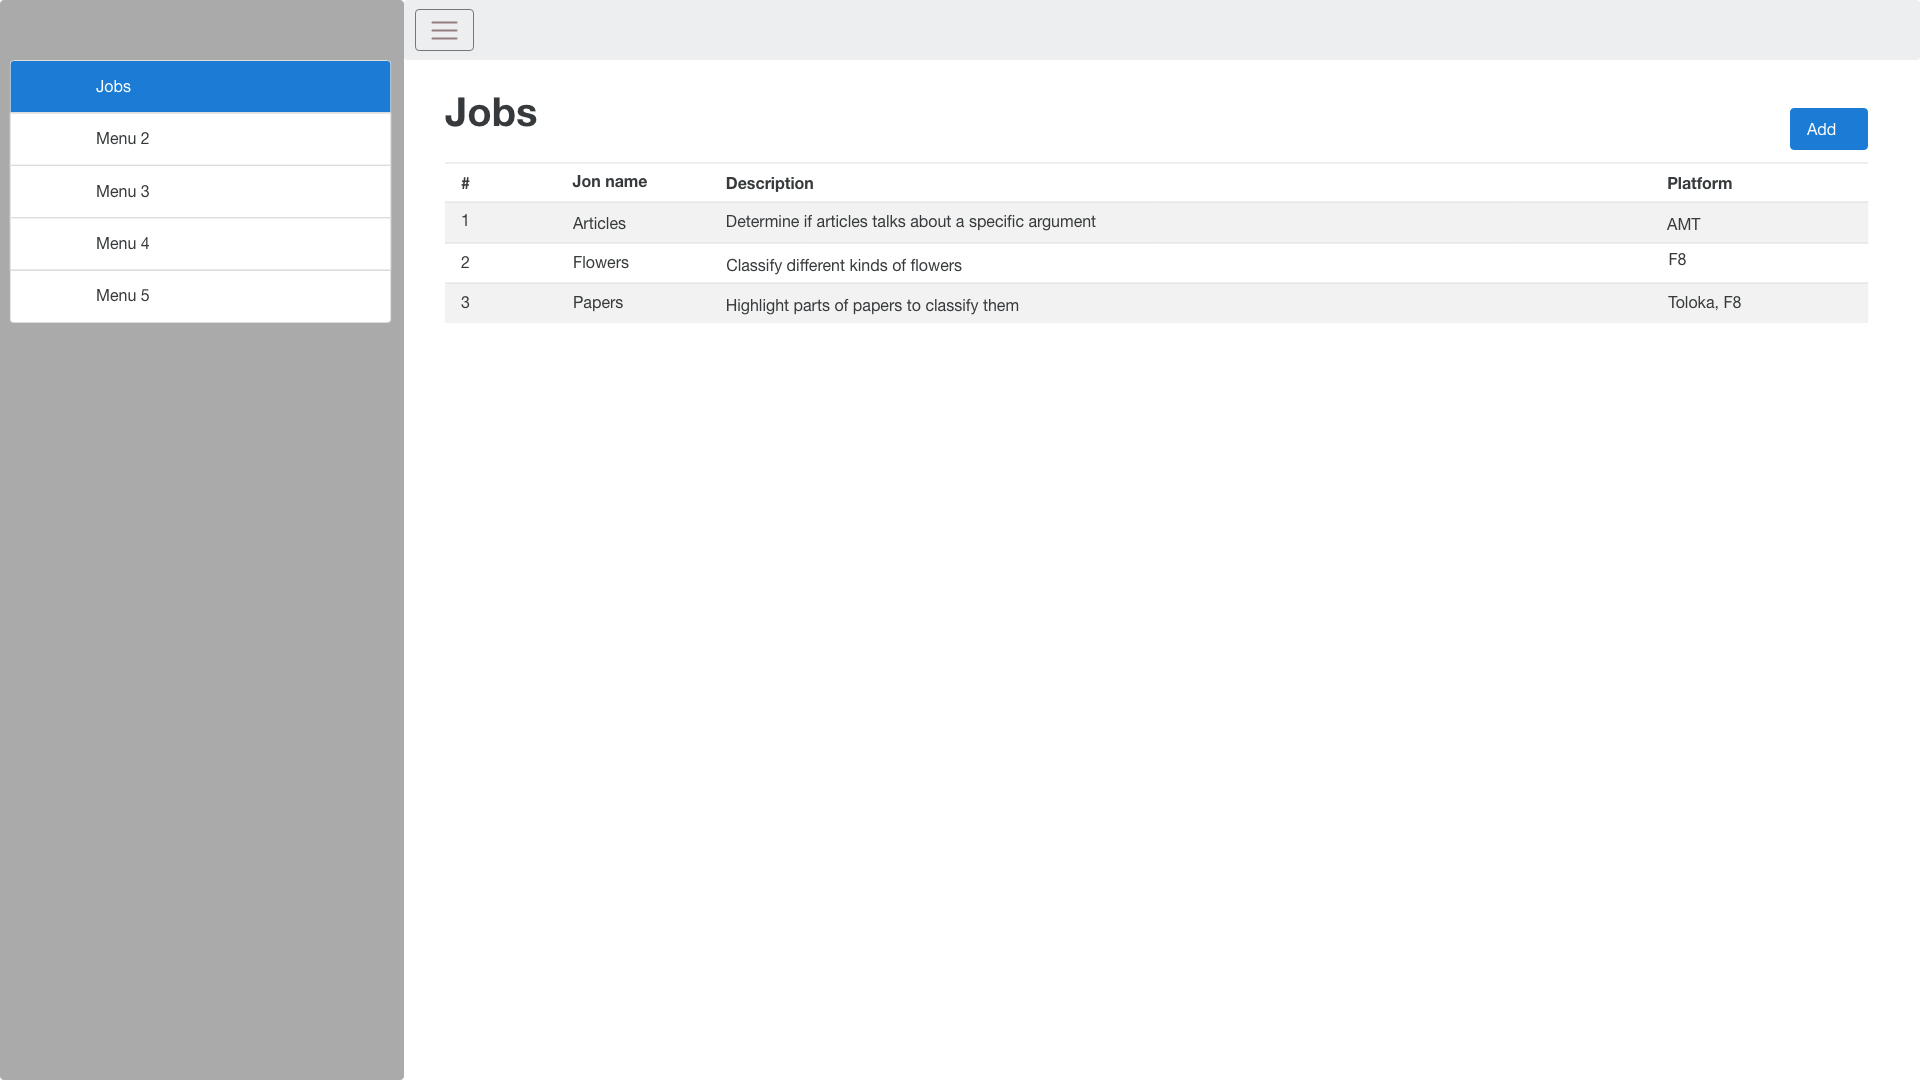 Jobs
Menu 2
Menu 3
Menu 4
Menu 5
Jobs
Add
# Jon name Description Platform
1 Articles Determine if articles talks about a specific argument AMT
2 Flowers Classify different kinds of flowers F8
3 Papers Highlight parts of papers to classify them Toloka, F8